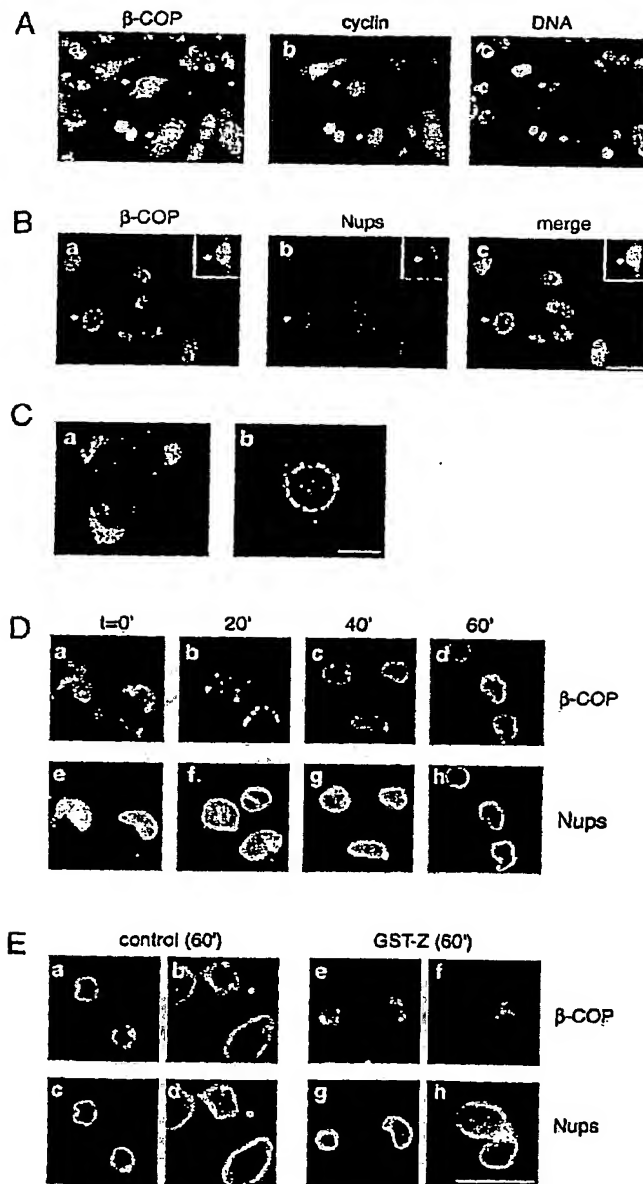 A
β-COP cyclin DNA
a b c
B
β-COP Nups merge
a b c
C
a b
D
t=0' 20' 40' 60'
a b c d
β-COP
e f. g h
Nups
E
control (60') GST-Z (60')
a b e f
β-COP
c d g h
Nups